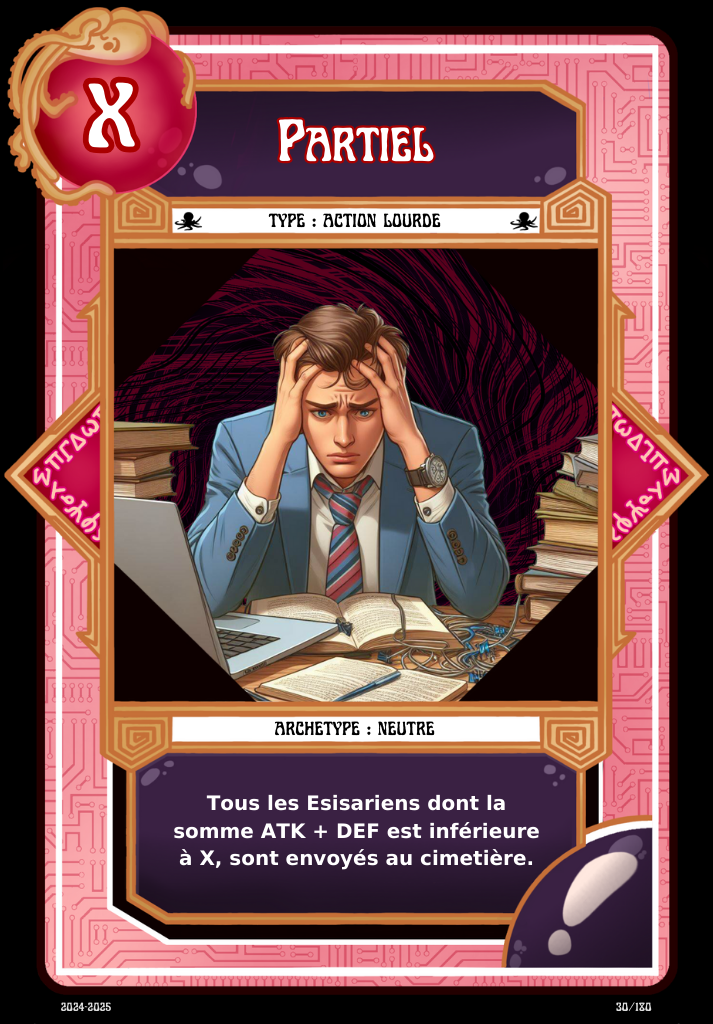 X
Partiel
Type : Action Lourde
Archetype : Neutre
Tous les Esisariens dont la
somme ATK + DEF est inférieure
à X, sont envoyés au cimetière.
2024-2025
30/180